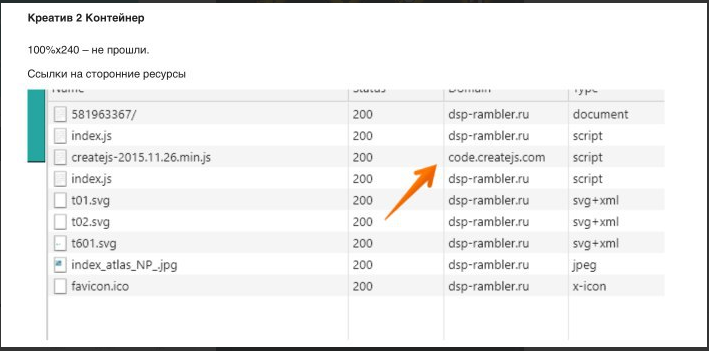 Креатив 2 Контейнер
100%x240 – не прошли.
Ссылки на сторонние ресурсы
Name Status Domain Type
581963367/ 200 dsp-rambler.ru document
index.js 200 dsp-rambler.ru script
createjs-2015.11.26.min.js 200 code.createjs.com script
index.js 200 dsp-rambler.ru script
t01.svg 200 dsp-rambler.ru svg+xml
t02.svg 200 dsp-rambler.ru svg+xml
t601.svg 200 dsp-rambler.ru svg+xml
index_atlas_NP_.jpg 200 dsp-rambler.ru jpeg
favicon.ico 200 dsp-rambler.ru x-icon